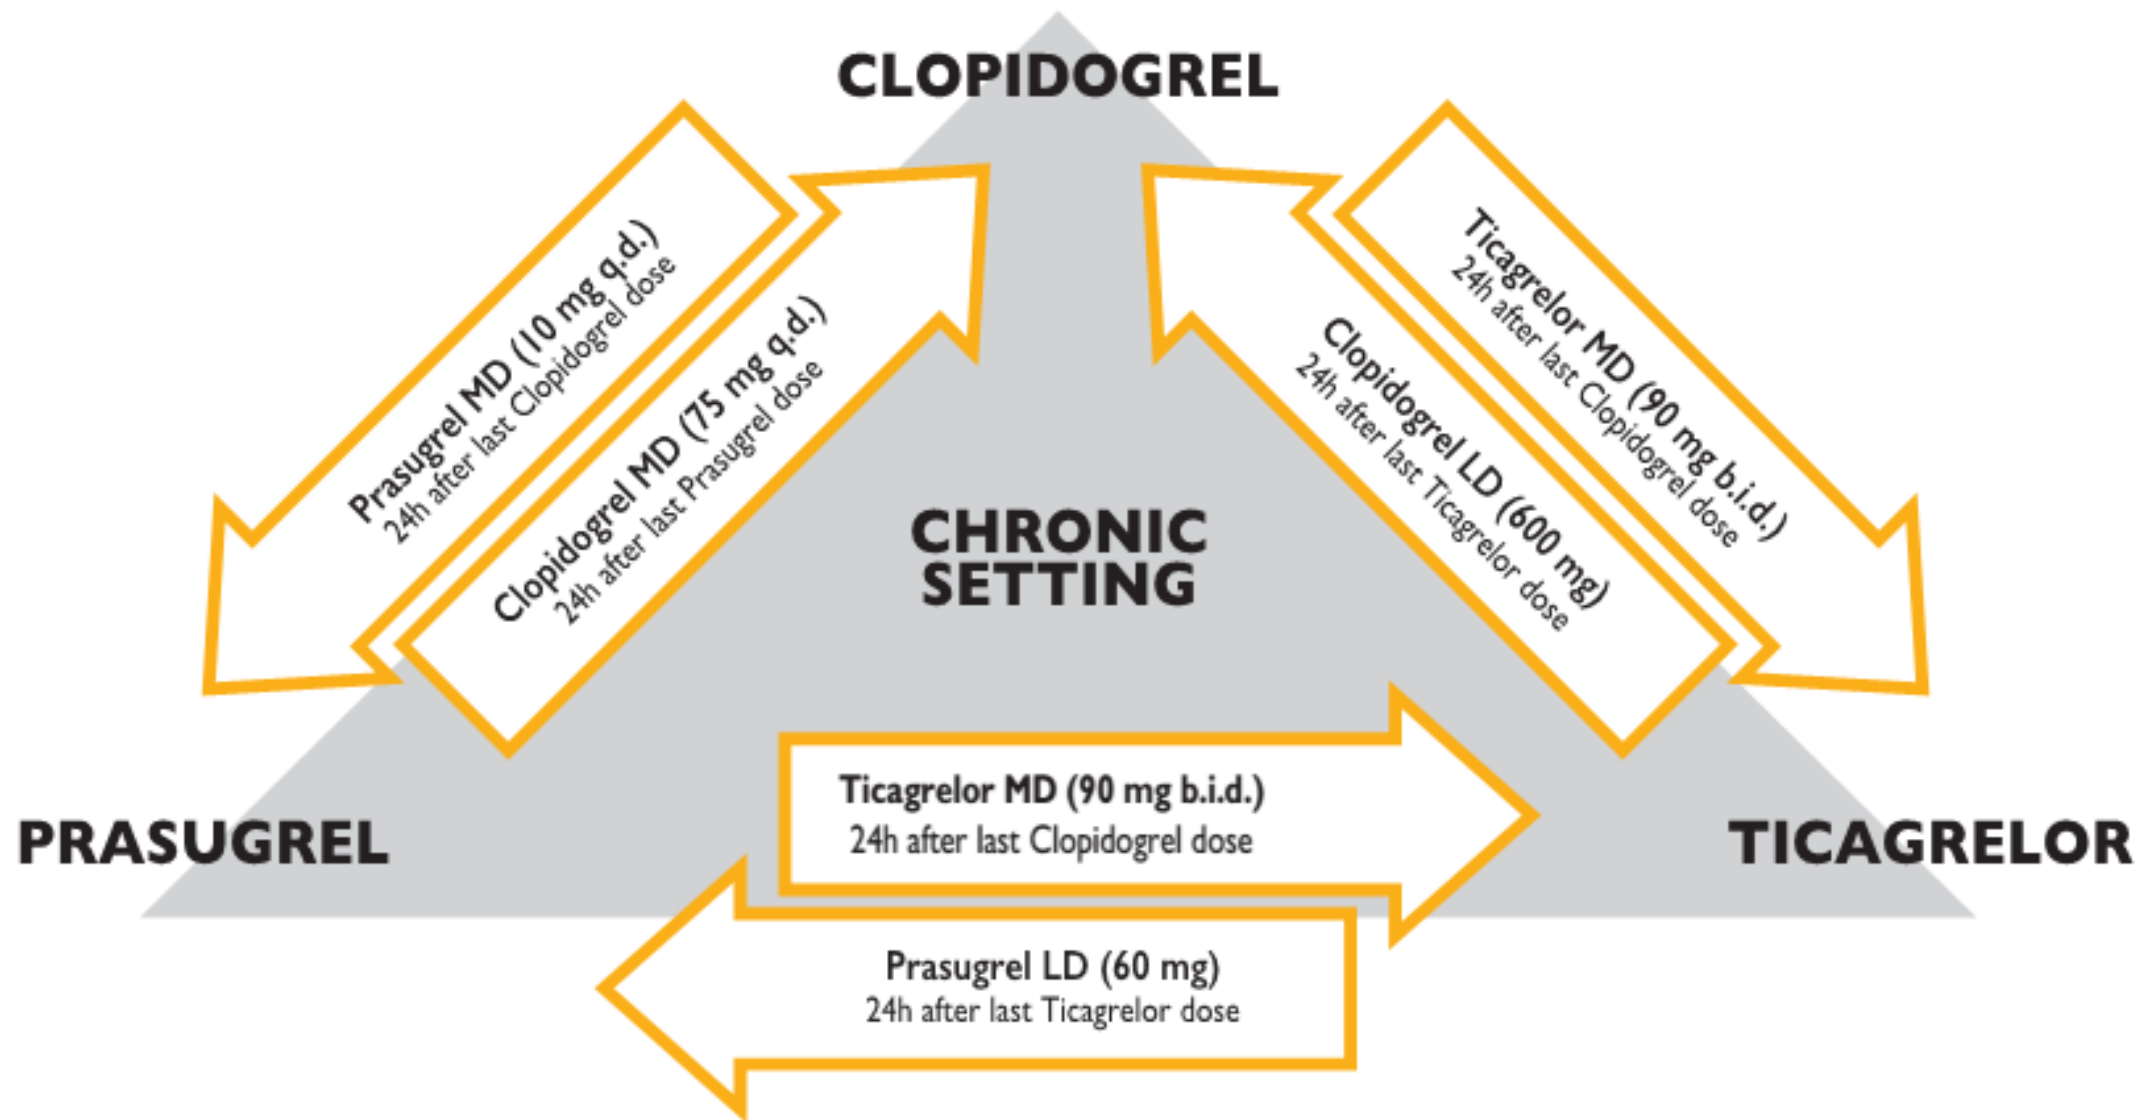 CLOPIDOGREL
Prasugrel MD (10 mg q.d.)
24h after last Clopidogrel dose
Clopidogrel MD (75 mg q.d.)
24h after last Prasugrel dose
Ticagrelor MD (90 mg b.i.d.)
24h after last Clopidogrel dose
Clopidogrel LD (600 mg)
24h after last Ticagrelor dose
CHRONIC
SETTING
PRASUGREL
Ticagrelor MD (90 mg b.i.d.)
24h after last Clopidogrel dose
TICAGRELOR
Prasugrel LD (60 mg)
24h after last Ticagrelor dose